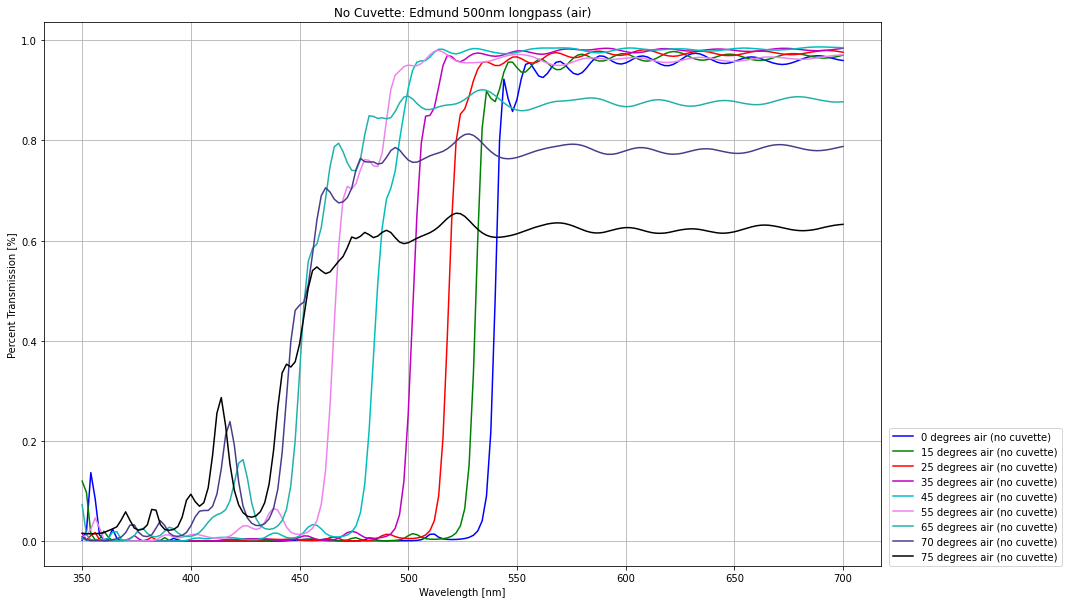 No Cuvette: Edmund 500nm longpass (air)
Percent Transmission [%]
1.0
0.8
0.6
0.4
0.2
0.0
350 400 450 500 550 600 650 700
Wavelength [nm]
0 degrees air (no cuvette)
15 degrees air (no cuvette)
25 degrees air (no cuvette)
35 degrees air (no cuvette)
45 degrees air (no cuvette)
55 degrees air (no cuvette)
65 degrees air (no cuvette)
70 degrees air (no cuvette)
75 degrees air (no cuvette)